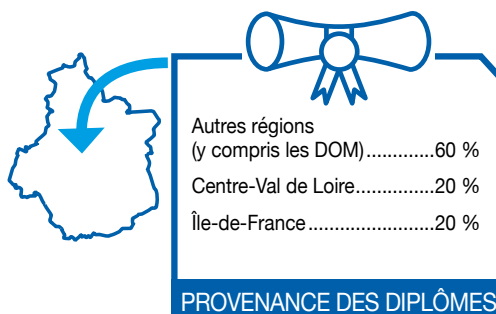 Autres régions
(y compris les DOM).............60 %
Centre-Val de Loire..............20 %
Île-de-France.......................20 %
PROVENANCE DES DIPLÔMES